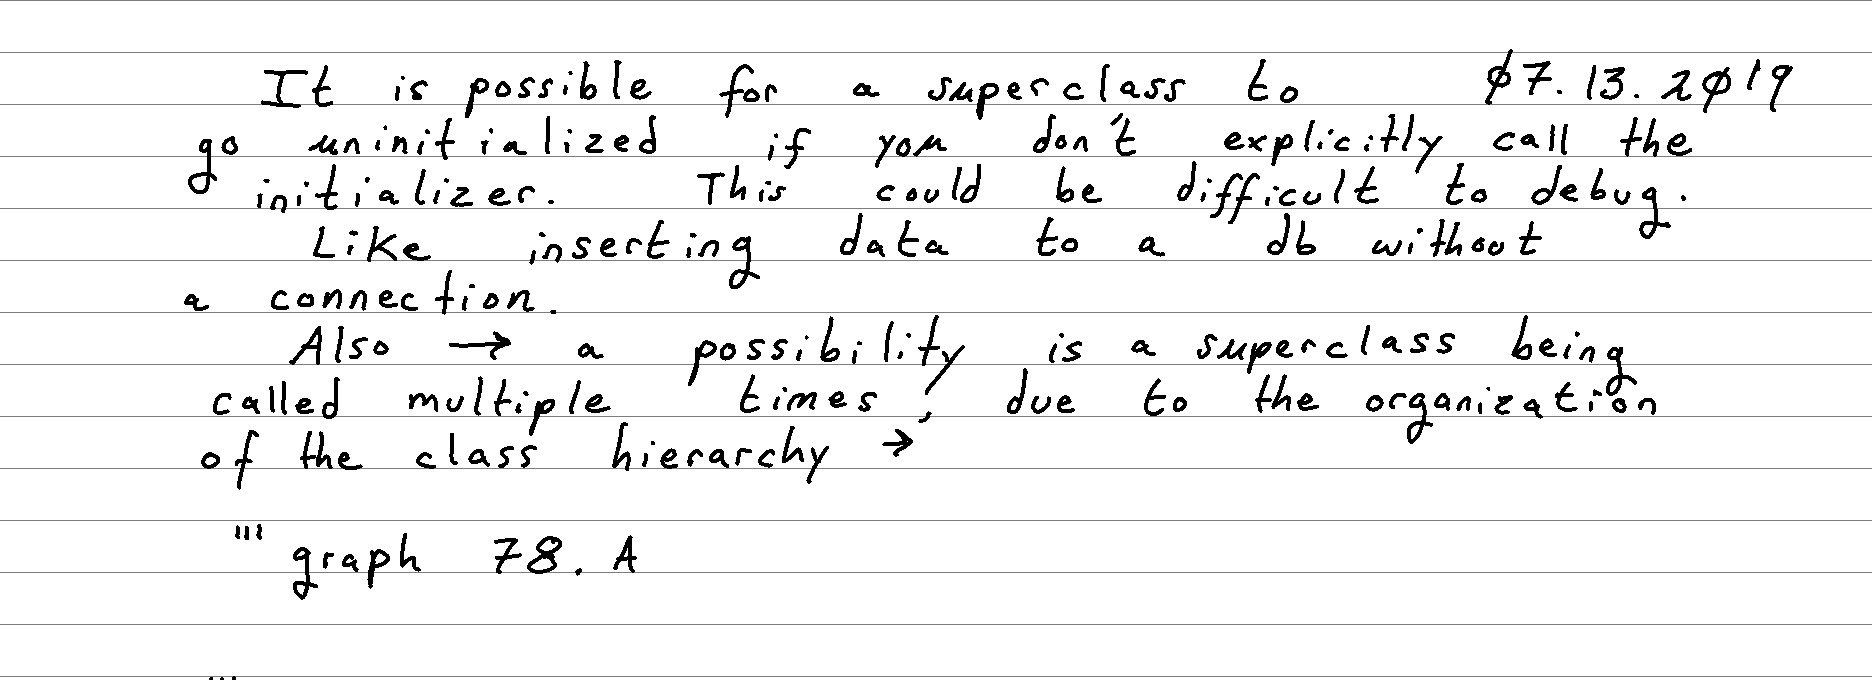 It is possible for a superclass to 07.13.2019
go uninitialized if you don't explicitly call the
initializer. This could be difficult to debug.
Like inserting data to a db without
a connection.
Also → a possibility is a superclass being
called multiple times, due to the organization
of the class hierarchy →
''' graph 78.A
'''